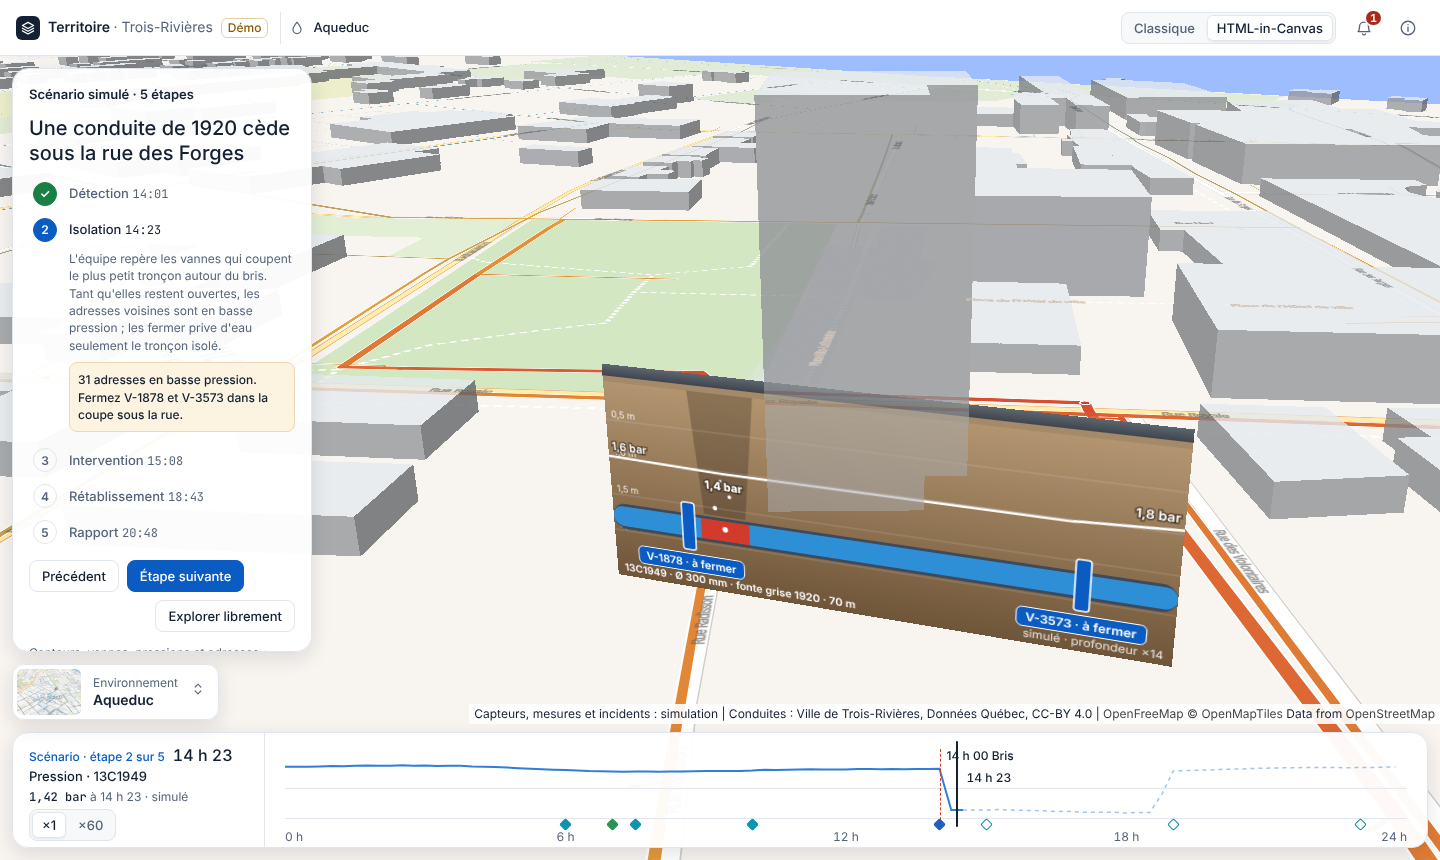 Territoire · Trois-Rivières Démo Aqueduc
Classique HTML-in-Canvas 1
Scénario simulé · 5 étapes
Une conduite de 1920 cède
sous la rue des Forges
Détection 14:01
2 Isolation 14:23
L'équipe repère les vannes qui coupent
le plus petit tronçon autour du bris.
Tant qu'elles restent ouvertes, les
adresses voisines sont en basse
pression ; les fermer prive d'eau
seulement le tronçon isolé.
31 adresses en basse pression.
Fermez V-1878 et V-3573 dans la
coupe sous la rue.
3 Intervention 15:08
4 Rétablissement 18:43
5 Rapport 20:48
Précédent Étape suivante
Explorer librement
Environnement
Aqueduc
0,5 m
1,6 bar
1,5 m
1,4 bar
1,8 bar
V-1878 · à fermer
13C1949 · Ø 300 mm · fonte grise 1920 · 70 m
V-3573 · à fermer
simulé · profondeur ×14
Rue Radisson
Rue des Volontaires
Rue Royale
Capteurs, mesures et incidents : simulation | Conduites : Ville de Trois-Rivières, Données Québec, CC-BY 4.0 | OpenFreeMap © OpenMapTiles Data from OpenStreetMap
Scénario · étape 2 sur 5 14 h 23
Pression · 13C1949
1,42 bar à 14 h 23 · simulé
×1 ×60
14 h 00 Bris
14 h 23
0 h 6 h 12 h 18 h 24 h